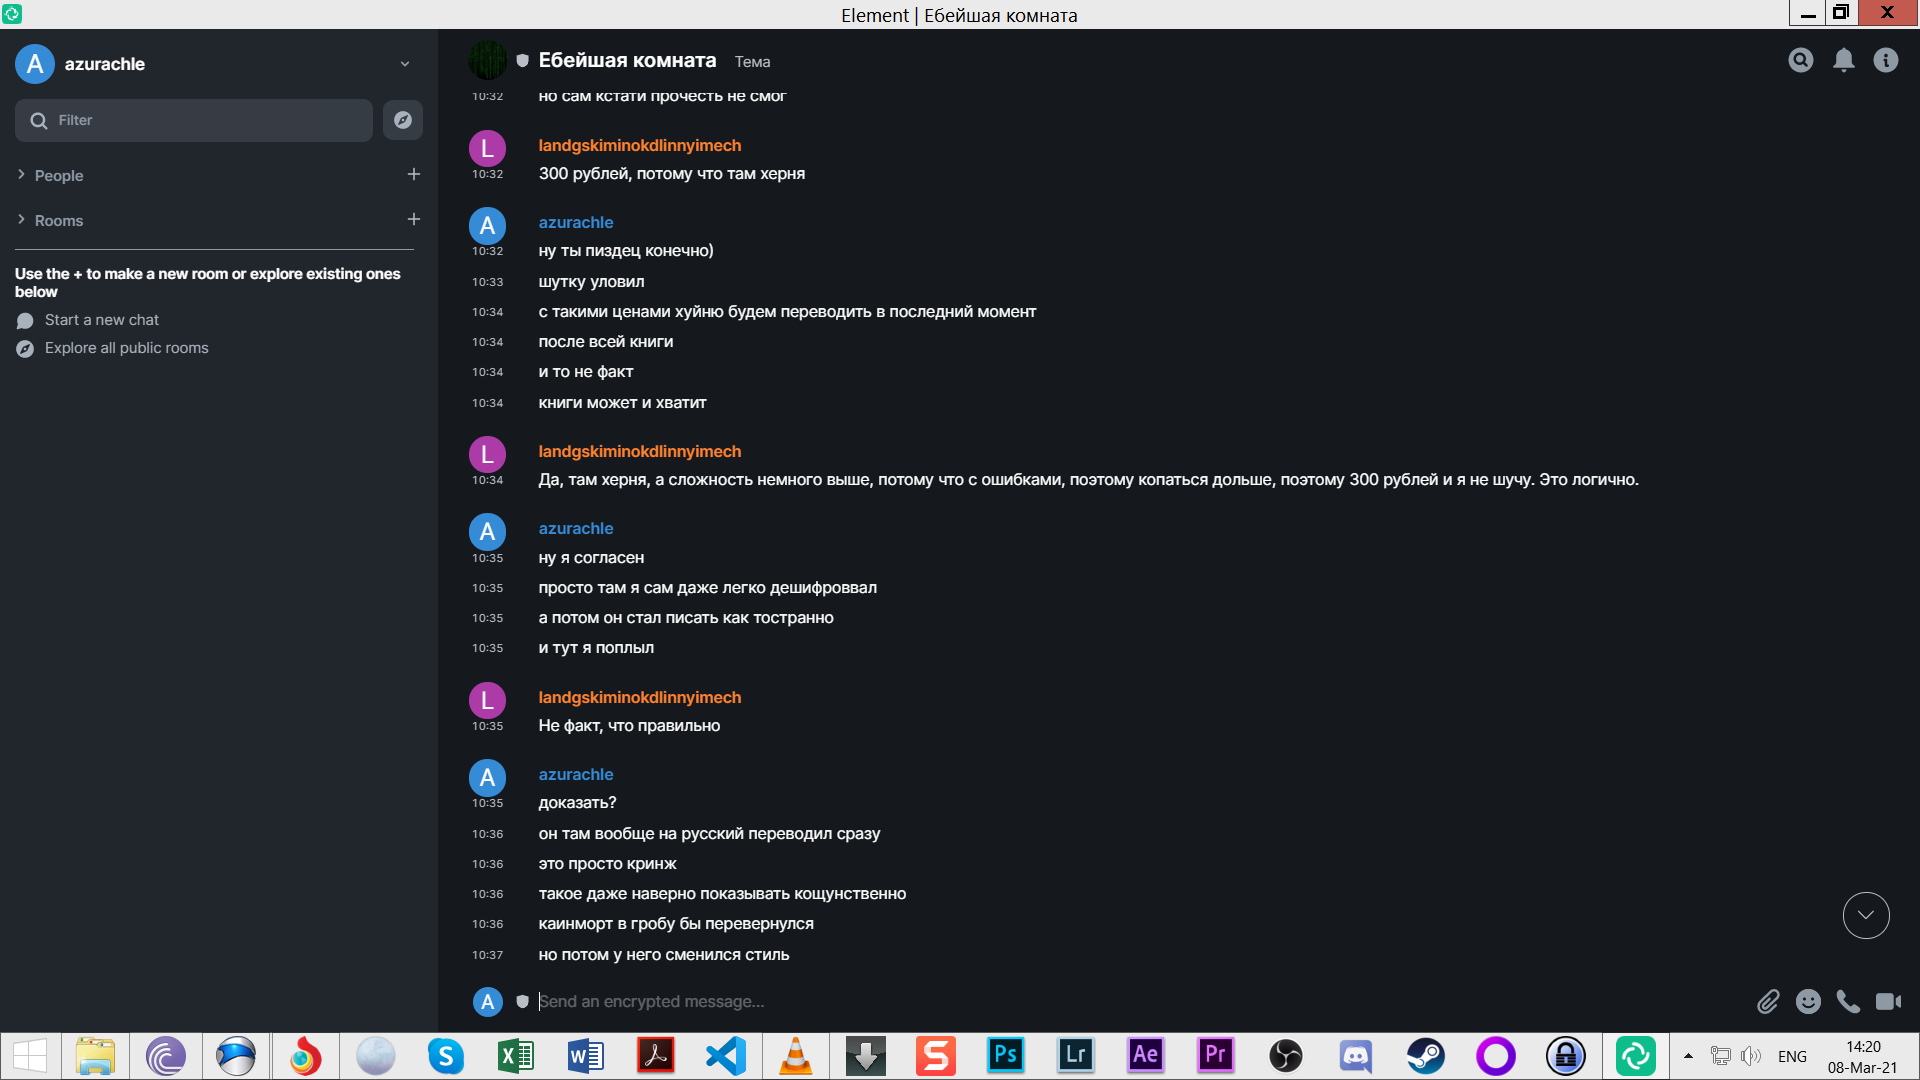 Element | Ебейшая комната
A
azurachle
Filter
People
Rooms
Use the + to make a new room or explore existing ones
below
Start a new chat
Explore all public rooms
Ебейшая комната Тема
10:32 но сам кстати прочесть не смог
L
landgskiminokdlinnyimech
10:32 300 рублей, потому что там херня
A
azurachle
10:32 ну ты пиздец конечно)
10:33 шутку уловил
10:34 с такими ценами хуйню будем переводить в последний момент
10:34 после всей книги
10:34 и то не факт
10:34 книги может и хватит
L
landgskiminokdlinnyimech
10:34 Да, там херня, а сложность немного выше, потому что с ошибками, поэтому копаться дольше, поэтому 300 рублей и я не шучу. Это логично.
A
azurachle
10:35 ну я согласен
10:35 просто там я сам даже легко дешифроввал
10:35 а потом он стал писать как тостранно
10:35 и тут я поплыл
L
landgskiminokdlinnyimech
10:35 Не факт, что правильно
A
azurachle
10:35 доказать?
10:36 он там вообще на русский переводил сразу
10:36 это просто кринж
10:36 такое даже наверно показывать кощунственно
10:36 каинморт в гробу бы перевернулся
10:37 но потом у него сменился стиль
A
Send an encrypted message...
S X W S Ps Lr Ae Pr
ENG
14:20
08-Mar-21